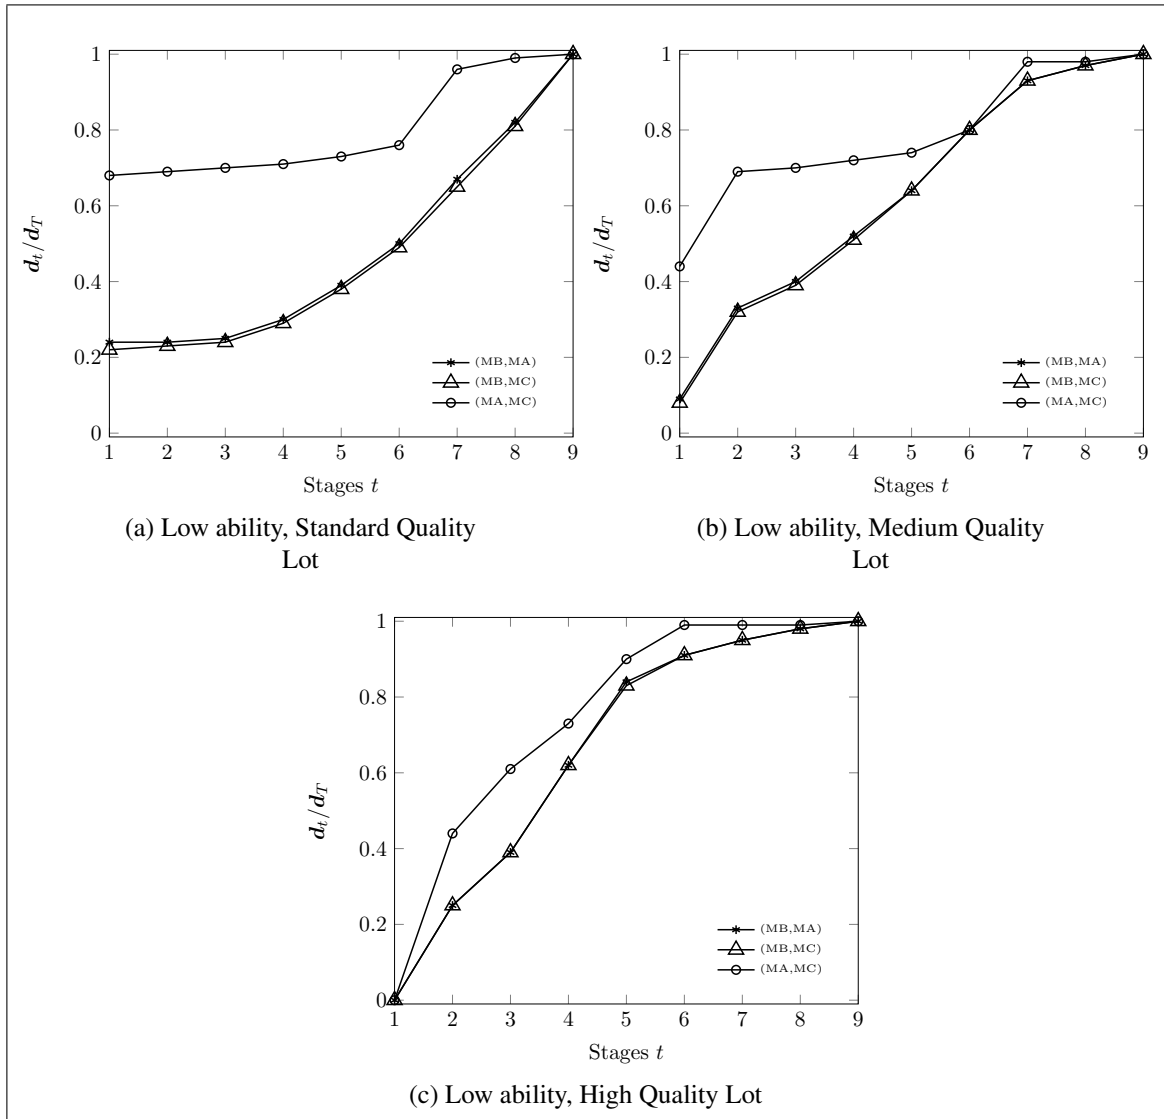 1
0.8
0.6
0.4
0.2
0
d_t/d_T
1 2 3 4 5 6 7 8 9
Stages t
(MB,MA)
(MB,MC)
(MA,MC)
(a) Low ability, Standard Quality
Lot
1
0.8
0.6
0.4
0.2
0
d_t/d_T
1 2 3 4 5 6 7 8 9
Stages t
(MB,MA)
(MB,MC)
(MA,MC)
(b) Low ability, Medium Quality
Lot
1
0.8
0.6
0.4
0.2
0
d_t/d_T
1 2 3 4 5 6 7 8 9
Stages t
(MB,MA)
(MB,MC)
(MA,MC)
(c) Low ability, High Quality Lot